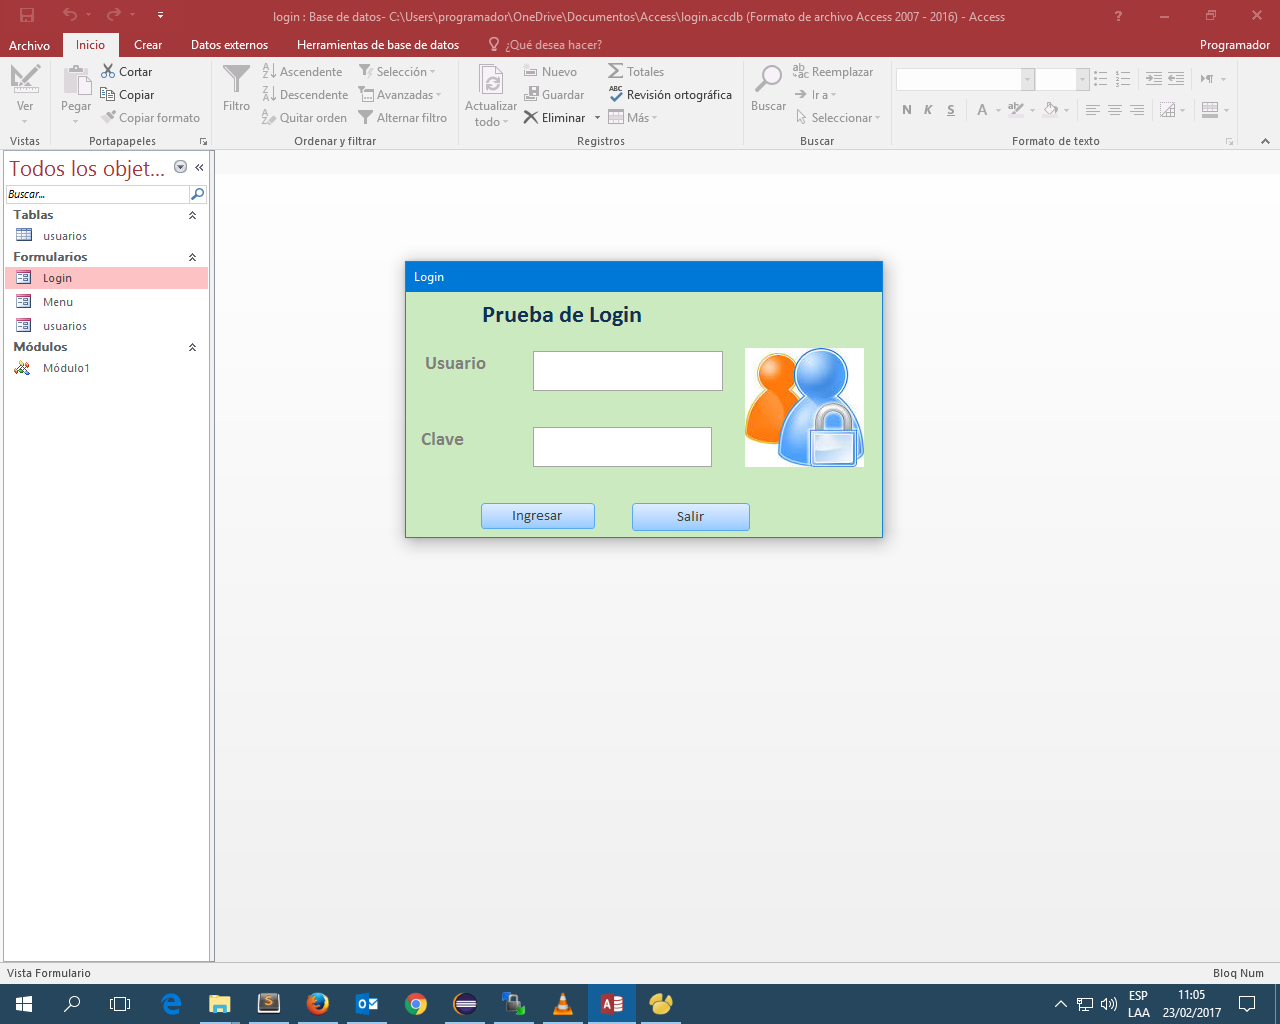 login : Base de datos- C:\Users\programador\OneDrive\Documentos\Access\login.accdb (Formato de archivo Access 2007 - 2016) - Access
?
Archivo Inicio Crear Datos externos Herramientas de base de datos ¿Qué desea hacer? Programador
Ver
Vistas
Pegar
Cortar
Copiar
Copiar formato
Portapapeles
Filtro
Ascendente
Descendente
Quitar orden
Selección
Avanzadas
Alternar filtro
Ordenar y filtrar
Actualizar
todo
Nuevo
Guardar
Eliminar
Totales
Revisión ortográfica
Más
Registros
Buscar
Reemplazar
Ir a
Seleccionar
Buscar
N K S A
Formato de texto
Todos los objet...
Buscar...
Tablas
usuarios
Formularios
Login
Menu
usuarios
Módulos
Módulo1
Login
Prueba de Login
Usuario
Clave
Ingresar Salir
Vista Formulario
Bloq Num
ESP
LAA
11:05
23/02/2017